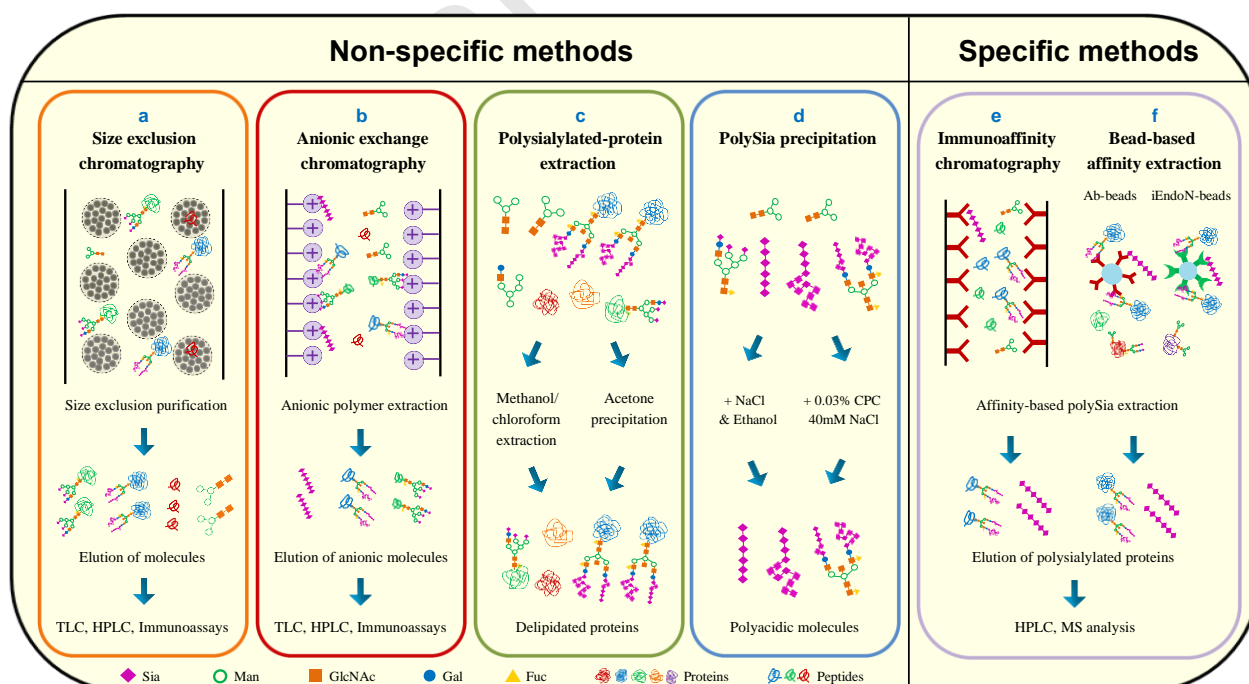 Non-specific methods
Specific methods
a
Size exclusion
chromatography
Size exclusion purification
Elution of molecules
TLC, HPLC, Immunoassays
b
Anionic exchange
chromatography
Anionic polymer extraction
Elution of anionic molecules
TLC, HPLC, Immunoassays
c
Polysialylated-protein
extraction
Methanol/
chloroform
extraction
Acetone
precipitation
Delipidated proteins
d
PolySia precipitation
+ NaCl
& Ethanol
+ 0.03% CPC
40mM NaCl
Polyacidic molecules
e
Immunoaffinity
chromatography
f
Bead-based
affinity extraction
Ab-beads
iEndoN-beads
Affinity-based polySia extraction
Elution of polysialylated proteins
HPLC, MS analysis
Sia
Man
GlcNAc
Gal
Fuc
Proteins
Peptides